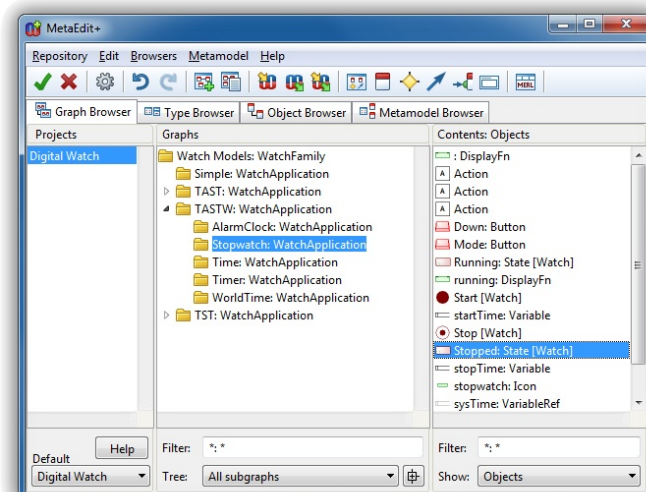 MetaEdit+
Repository Edit Browsers Metamodel Help
MERL
Graph Browser Type Browser Object Browser Metamodel Browser
Projects Graphs Contents: Objects
Digital Watch
Watch Models: WatchFamily
Simple: WatchApplication
TAST: WatchApplication
TASTW: WatchApplication
AlarmClock: WatchApplication
Stopwatch: WatchApplication
Time: WatchApplication
Timer: WatchApplication
WorldTime: WatchApplication
TST: WatchApplication
: DisplayFn
A Action
A Action
A Action
Down: Button
Mode: Button
Running: State [Watch]
running: DisplayFn
Start [Watch]
startTime: Variable
Stop [Watch]
Stopped: State [Watch]
stopTime: Variable
stopwatch: Icon
sysTime: VariableRef
Default Help Filter: *: * Filter: *: *
Digital Watch Tree: All subgraphs Show: Objects